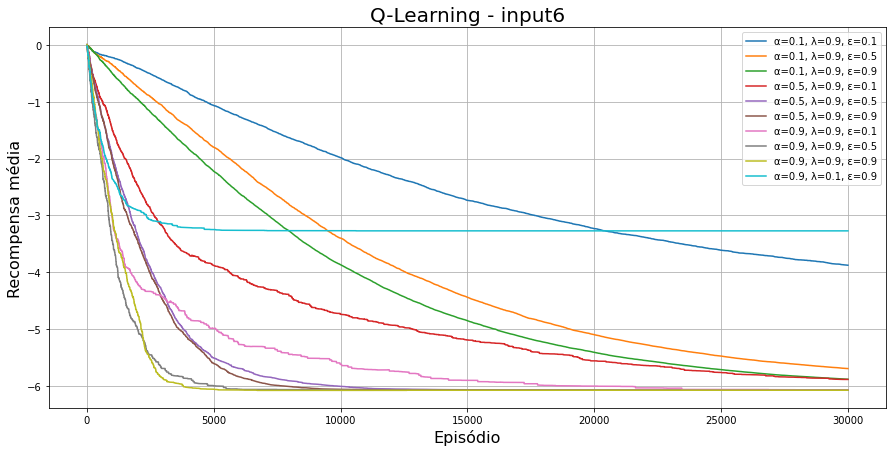 Q-Learning - input6
Recompensa média
0
−1
−2
−3
−4
−5
−6
α=0.1, λ=0.9, ε=0.1
α=0.1, λ=0.9, ε=0.5
α=0.1, λ=0.9, ε=0.9
α=0.5, λ=0.9, ε=0.1
α=0.5, λ=0.9, ε=0.5
α=0.5, λ=0.9, ε=0.9
α=0.9, λ=0.9, ε=0.1
α=0.9, λ=0.9, ε=0.5
α=0.9, λ=0.9, ε=0.9
α=0.9, λ=0.1, ε=0.9
0 5000 10000 15000 20000 25000 30000
Episódio